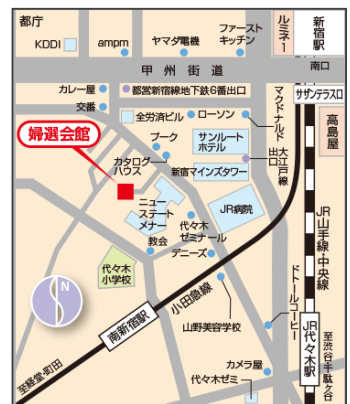 都庁
KDDI
ampm
ヤマダ電機
ファースト
キッチン
ルミネ1
新宿駅
南口
甲州街道
サザンテラス口
カレー屋
都営新宿線地下鉄6番出口
交番
全労済ビル
ローソン
マクドナルド
高島屋
婦選会館
プーク
サンルート
ホテル
大江戸線
出口
カタログ
ハウス
新宿マインズタワー
ニュー
ステート
メナー
JR病院
JR山手線・中央線
代々木
ゼミナール
教会
デニーズ
代々木
小学校
小田急線
N
南新宿駅
山野美容学校
ドトールコーヒー
JR代々木駅
至渋谷・千駄ヶ谷
カメラ屋
至経堂・町田
代々木ゼミ